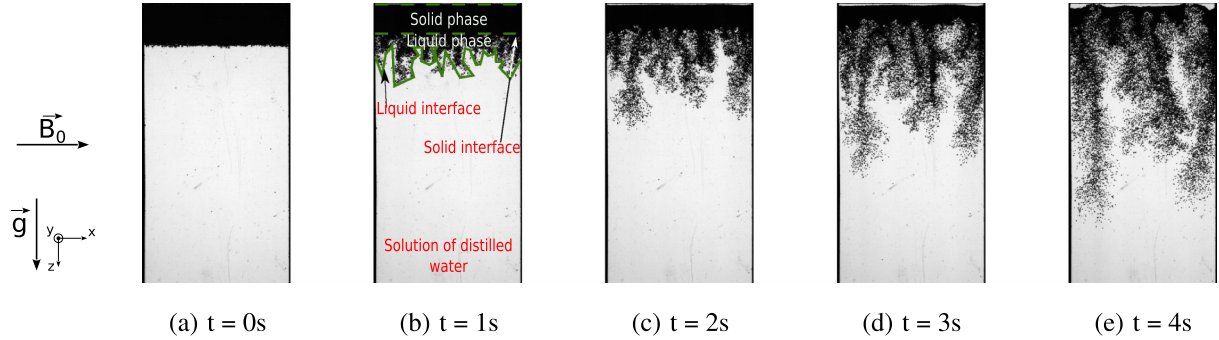 Solid phase
Liquid phase
Liquid interface
Solid interface
Solution of distilled
water
B₀
g
y
x
z
(a) t = 0s
(b) t = 1s
(c) t = 2s
(d) t = 3s
(e) t = 4s